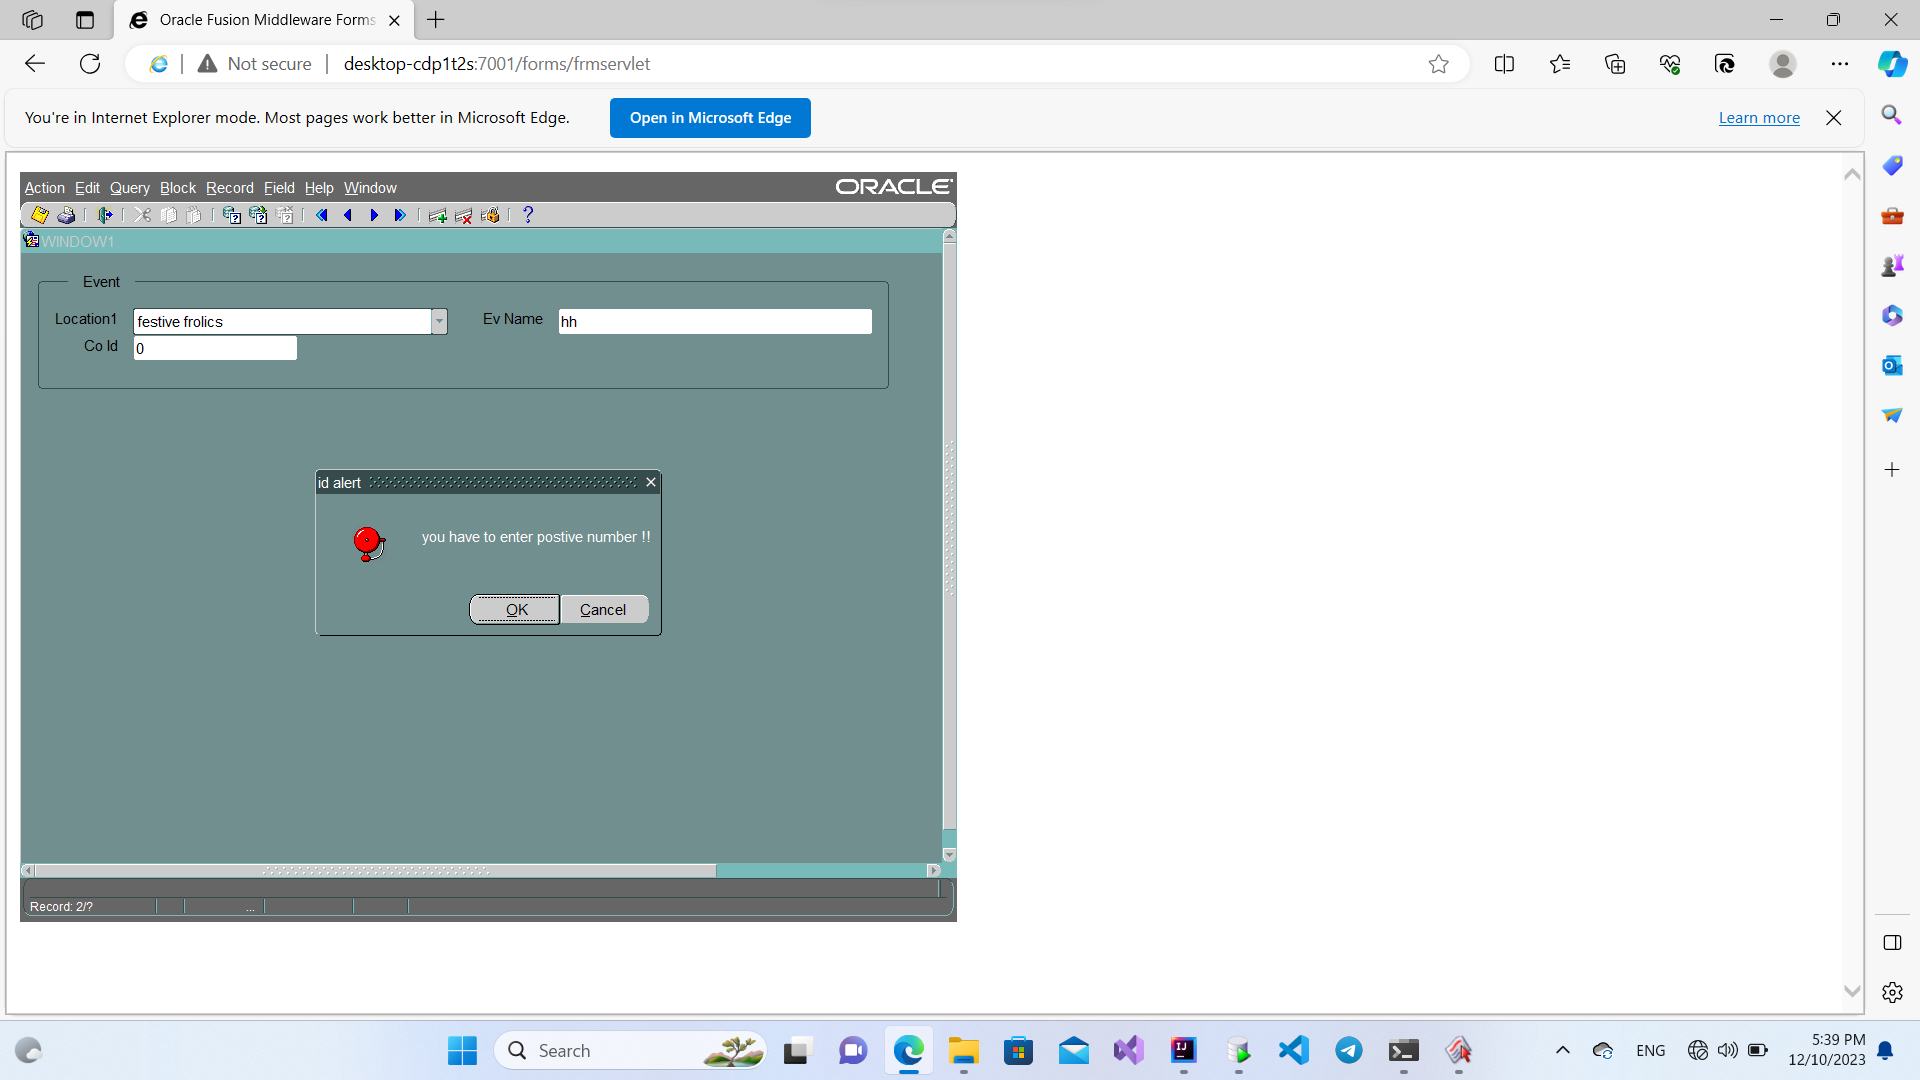 Oracle Fusion Middleware Forms
Not secure
desktop-cdp1t2s:7001/forms/frmservlet
You're in Internet Explorer mode. Most pages work better in Microsoft Edge.
Open in Microsoft Edge
Learn more
Action Edit Query Block Record Field Help Window
ORACLE
WINDOW1
Event
Location1 festive frolics Ev Name hh
Co Id 0
id alert
you have to enter postive number !!
OK Cancel
Record: 2/?
...
Search
ENG
5:39 PM
12/10/2023